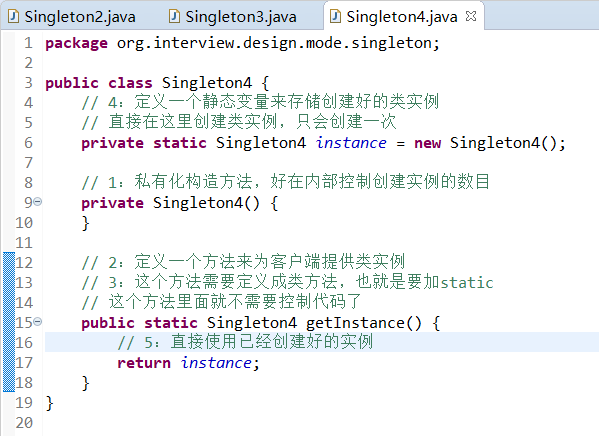 Singleton2.java Singleton3.java Singleton4.java
1 package org.interview.design.mode.singleton;
2
3 public class Singleton4 {
4 // 4：定义一个静态变量来存储创建好的类实例
5 // 直接在这里创建类实例，只会创建一次
6 private static Singleton4 instance = new Singleton4();
7
8 // 1：私有化构造方法，好在内部控制创建实例的数目
9 private Singleton4() {
10 }
11
12 // 2：定义一个方法来为客户端提供类实例
13 // 3：这个方法需要定义成类方法，也就是要加static
14 // 这个方法里面就不需要控制代码了
15 public static Singleton4 getInstance() {
16 // 5：直接使用已经创建好的实例
17 return instance;
18 }
19 }
20